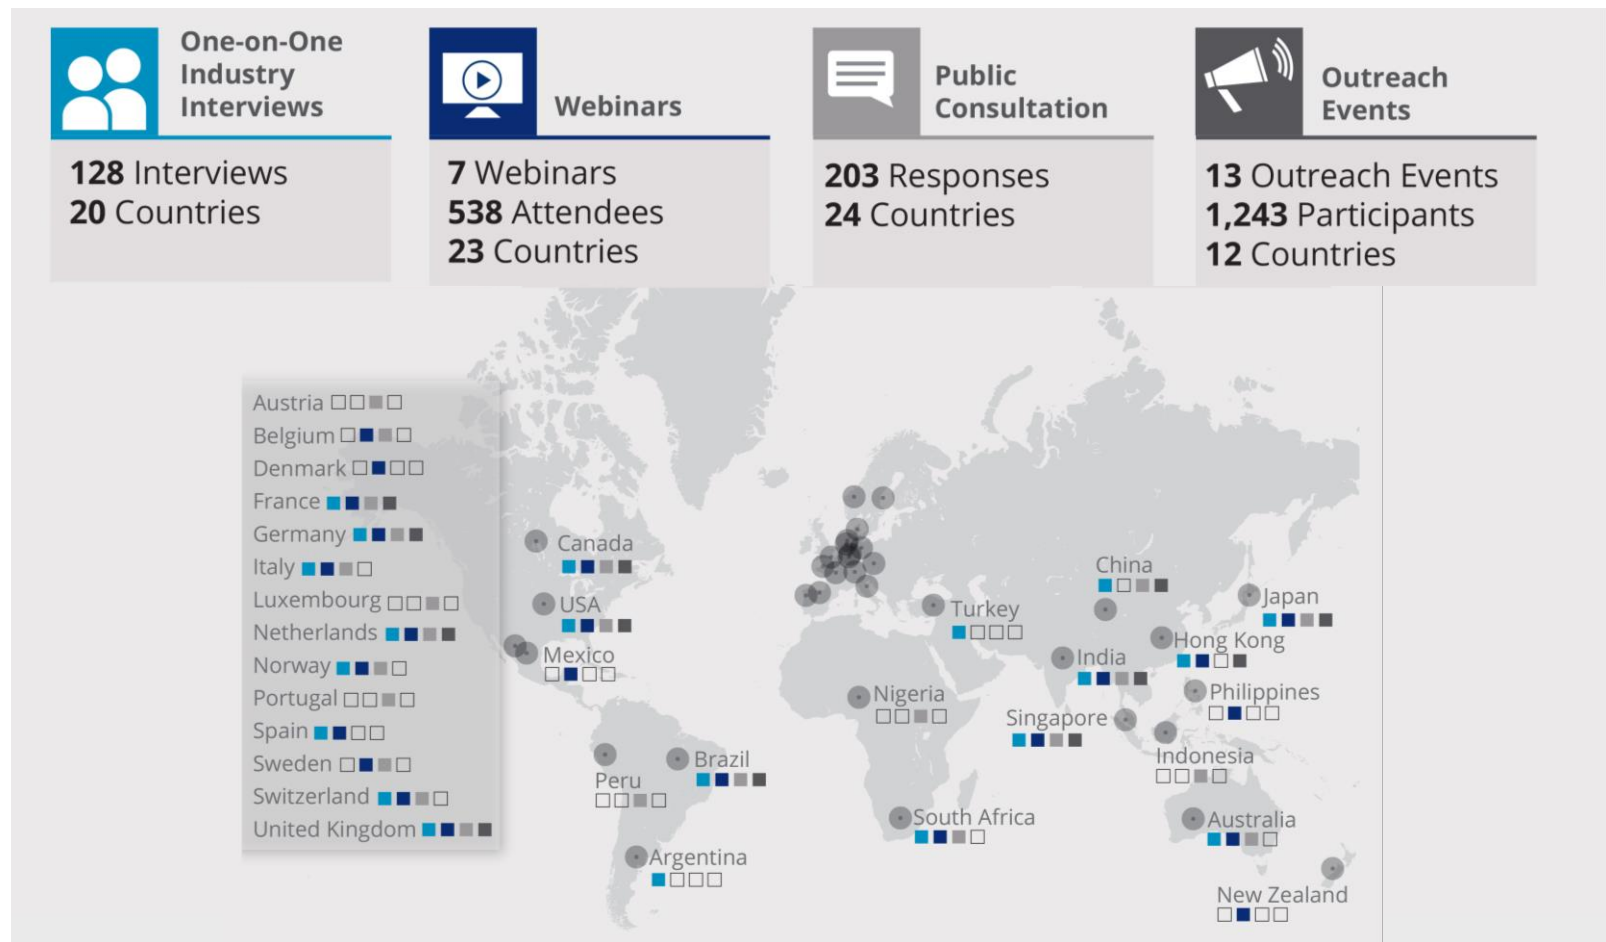 One-on-One
Industry
Interviews
128 Interviews
20 Countries
Webinars
7 Webinars
538 Attendees
23 Countries
Public
Consultation
203 Responses
24 Countries
Outreach
Events
13 Outreach Events
1,243 Participants
12 Countries
Austria
Belgium
Denmark
France
Germany
Italy
Luxembourg
Netherlands
Norway
Portugal
Spain
Sweden
Switzerland
United Kingdom
Canada
USA
Mexico
Peru
Brazil
Argentina
Turkey
Nigeria
South Africa
China
Japan
Hong Kong
India
Philippines
Singapore
Indonesia
Australia
New Zealand